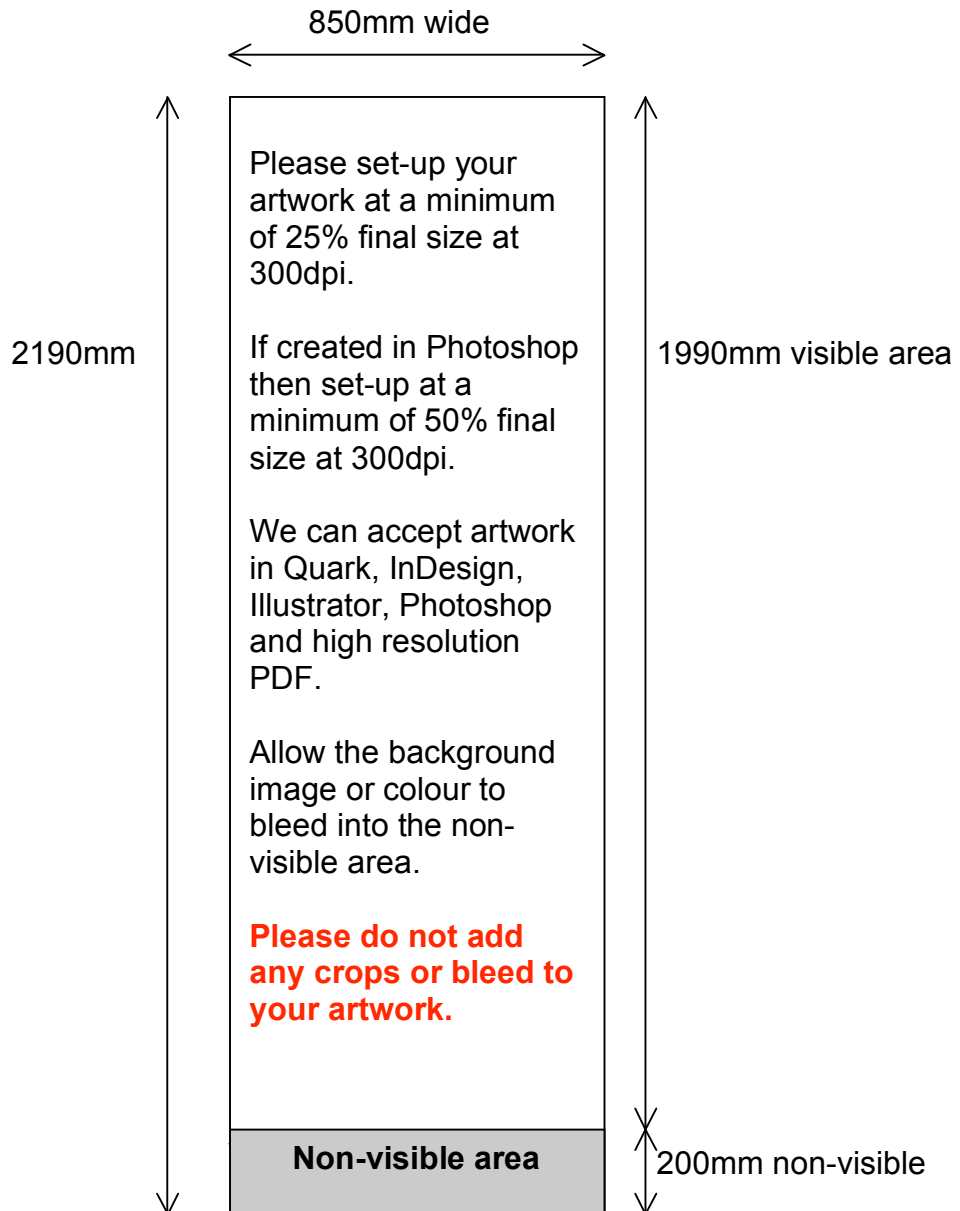 850mm wide
Please set-up your
artwork at a minimum
of 25% final size at
300dpi.
2190mm
If created in Photoshop
then set-up at a
minimum of 50% final
size at 300dpi.
1990mm visible area
We can accept artwork
in Quark, InDesign,
Illustrator, Photoshop
and high resolution
PDF.
Allow the background
image or colour to
bleed into the non-
visible area.
Please do not add
any crops or bleed to
your artwork.
Non-visible area
200mm non-visible